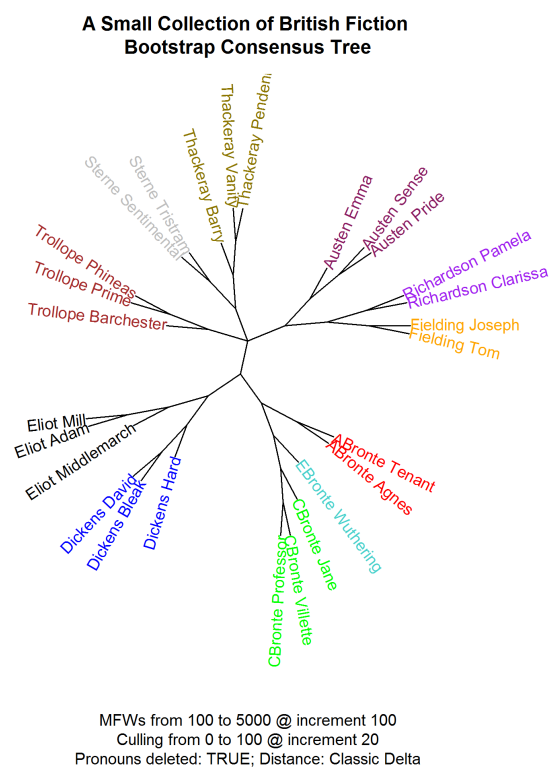 A Small Collection of British Fiction
Bootstrap Consensus Tree
Thackeray Penden
Thackeray Vanity
Thackeray Barry
Sterne Tristram
Sterne Sentimental
Trollope Phineas
Trollope Prime
Trollope Barchester
Austen Emma
Austen Sense
Austen Pride
Richardson Pamela
Richardson Clarissa
Fielding Joseph
Fielding Tom
Eliot Mill
Eliot Adam
Eliot Middlemarch
Dickens David
Dickens Bleak
Dickens Hard
ABronte Tenant
ABronte Agnes
EBronte Wuthering
CBronte Jane
CBronte Villette
CBronte Professor
MFWs from 100 to 5000 @ increment 100
Culling from 0 to 100 @ increment 20
Pronouns deleted: TRUE; Distance: Classic Delta